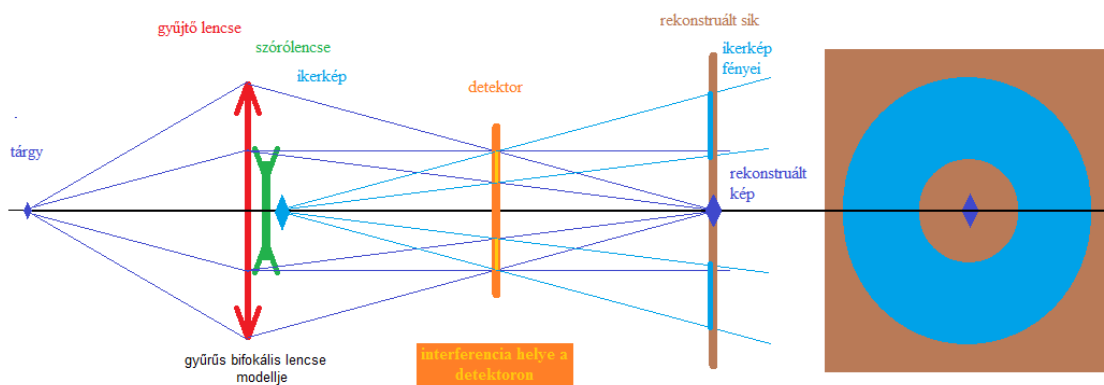 gyűjtő lencse
szórólencse
ikerkép
tárgy
detektor
rekonstruált sík
ikerkép
fényei
rekonstruált
kép
gyűrűs bifokális lencse
modellje
interferencia helye a
detektoron